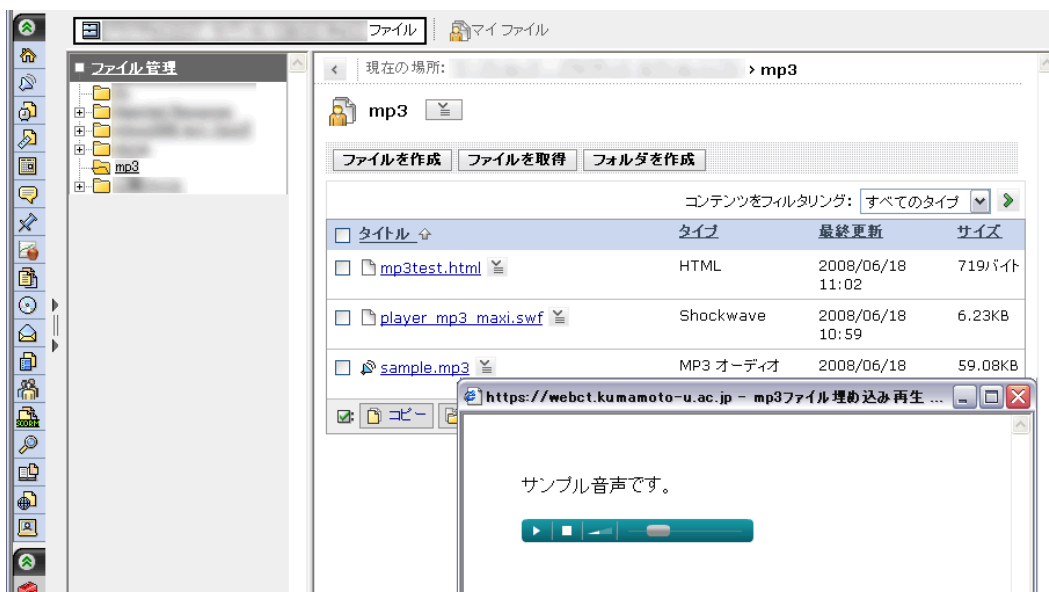 ファイル
マイ ファイル
ファイル管理
mp3
現在の場所:
› mp3
mp3
ファイルを作成
ファイルを取得
フォルダを作成
コンテンツをフィルタリング: すべてのタイプ
タイトル タイプ 最終更新 サイズ
mp3test.html HTML 2008/06/18 719バイト
11:02
player_mp3_maxi.swf Shockwave 2008/06/18 6.23KB
10:59
sample.mp3 MP3 オーディオ 2008/06/18 59.08KB
コピー
https://webct.kumamoto-u.ac.jp - mp3ファイル埋め込み再生 ...
サンプル音声です。
SCORM